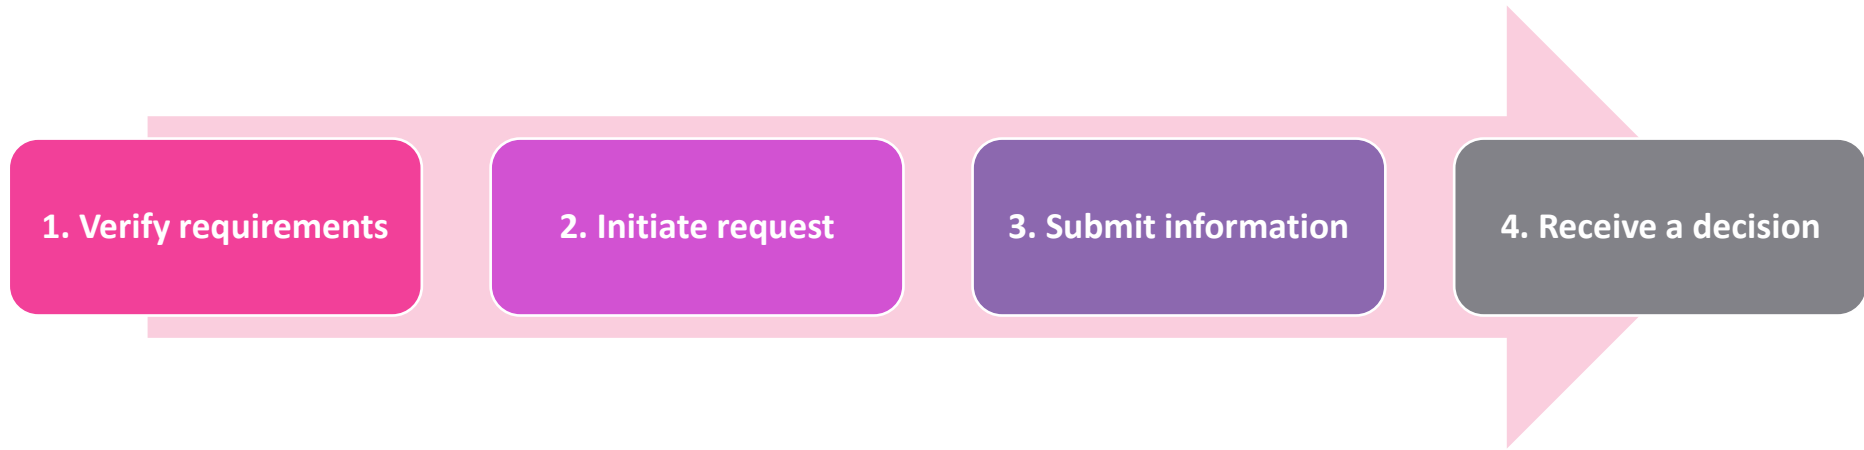 1. Verify requirements
2. Initiate request
3. Submit information
4. Receive a decision